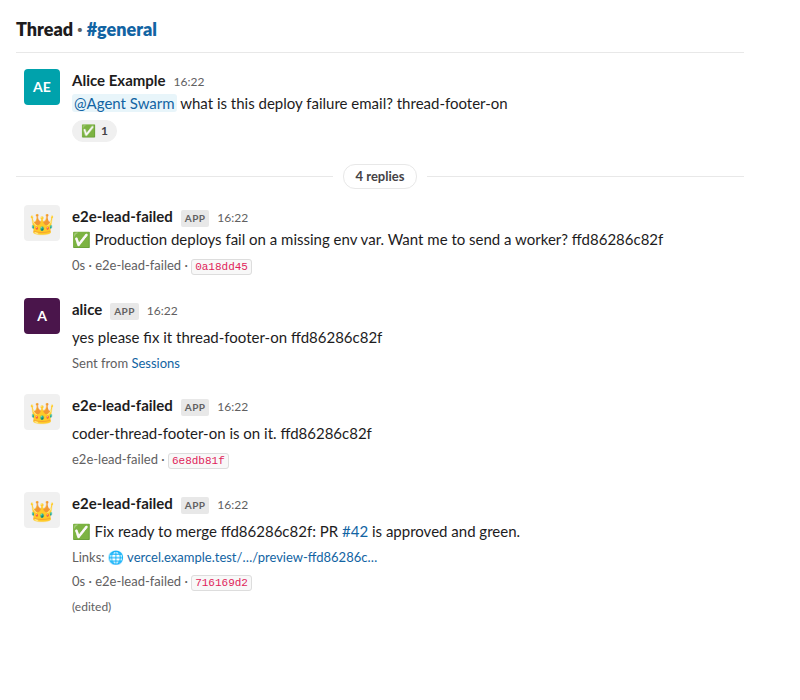 Thread • #general
AE
Alice Example 16:22
@Agent Swarm what is this deploy failure email? thread-footer-on
✅ 1
4 replies
e2e-lead-failed APP 16:22
✅ Production deploys fail on a missing env var. Want me to send a worker? ffd86286c82f
0s · e2e-lead-failed · 0a18dd45
A
alice APP 16:22
yes please fix it thread-footer-on ffd86286c82f
Sent from Sessions
e2e-lead-failed APP 16:22
coder-thread-footer-on is on it. ffd86286c82f
e2e-lead-failed · 6e8db81f
e2e-lead-failed APP 16:22
✅ Fix ready to merge ffd86286c82f: PR #42 is approved and green.
Links: 🌐 vercel.example.test/.../preview-ffd86286c...
0s · e2e-lead-failed · 716169d2
(edited)